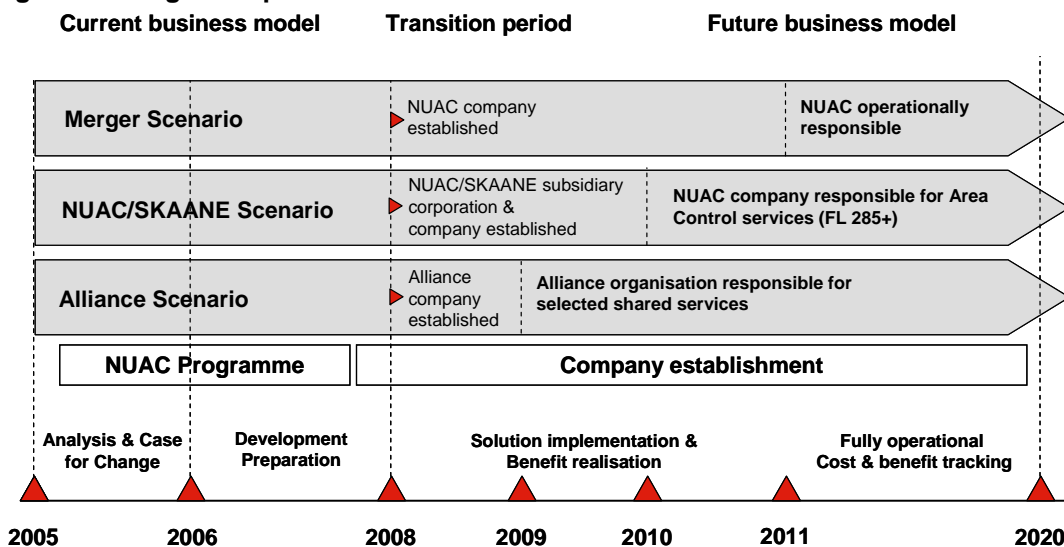 Current business model Transition period Future business model
Merger Scenario
NUAC company
established
NUAC operationally
responsible
NUAC/SKAANE Scenario
NUAC/SKAANE subsidiary
corporation &
company established
NUAC company responsible for Area
Control services (FL 285+)
Alliance Scenario
Alliance
company
established
Alliance organisation responsible for
selected shared services
NUAC Programme
Company establishment
Analysis & Case
for Change
Development
Preparation
Solution implementation &
Benefit realisation
Fully operational
Cost & benefit tracking
2005 2006 2008 2009 2010 2011 2020